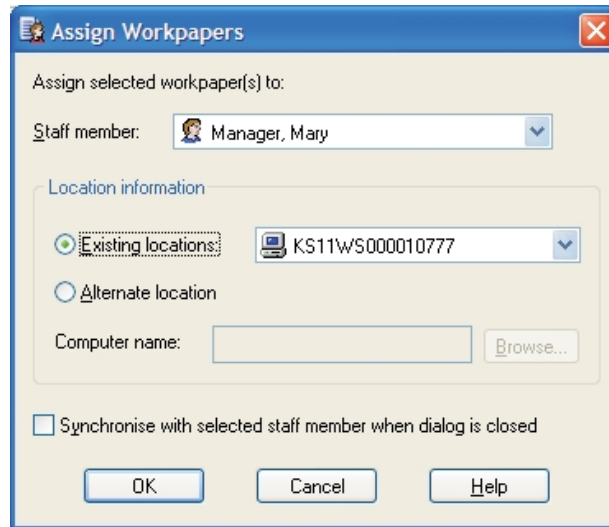 Assign Workpapers
Assign selected workpaper(s) to:
Staff member: Manager, Mary
Location information
Existing locations: KS11WS000010777
Alternate location
Computer name: Browse...
Synchronise with selected staff member when dialog is closed
OK Cancel Help